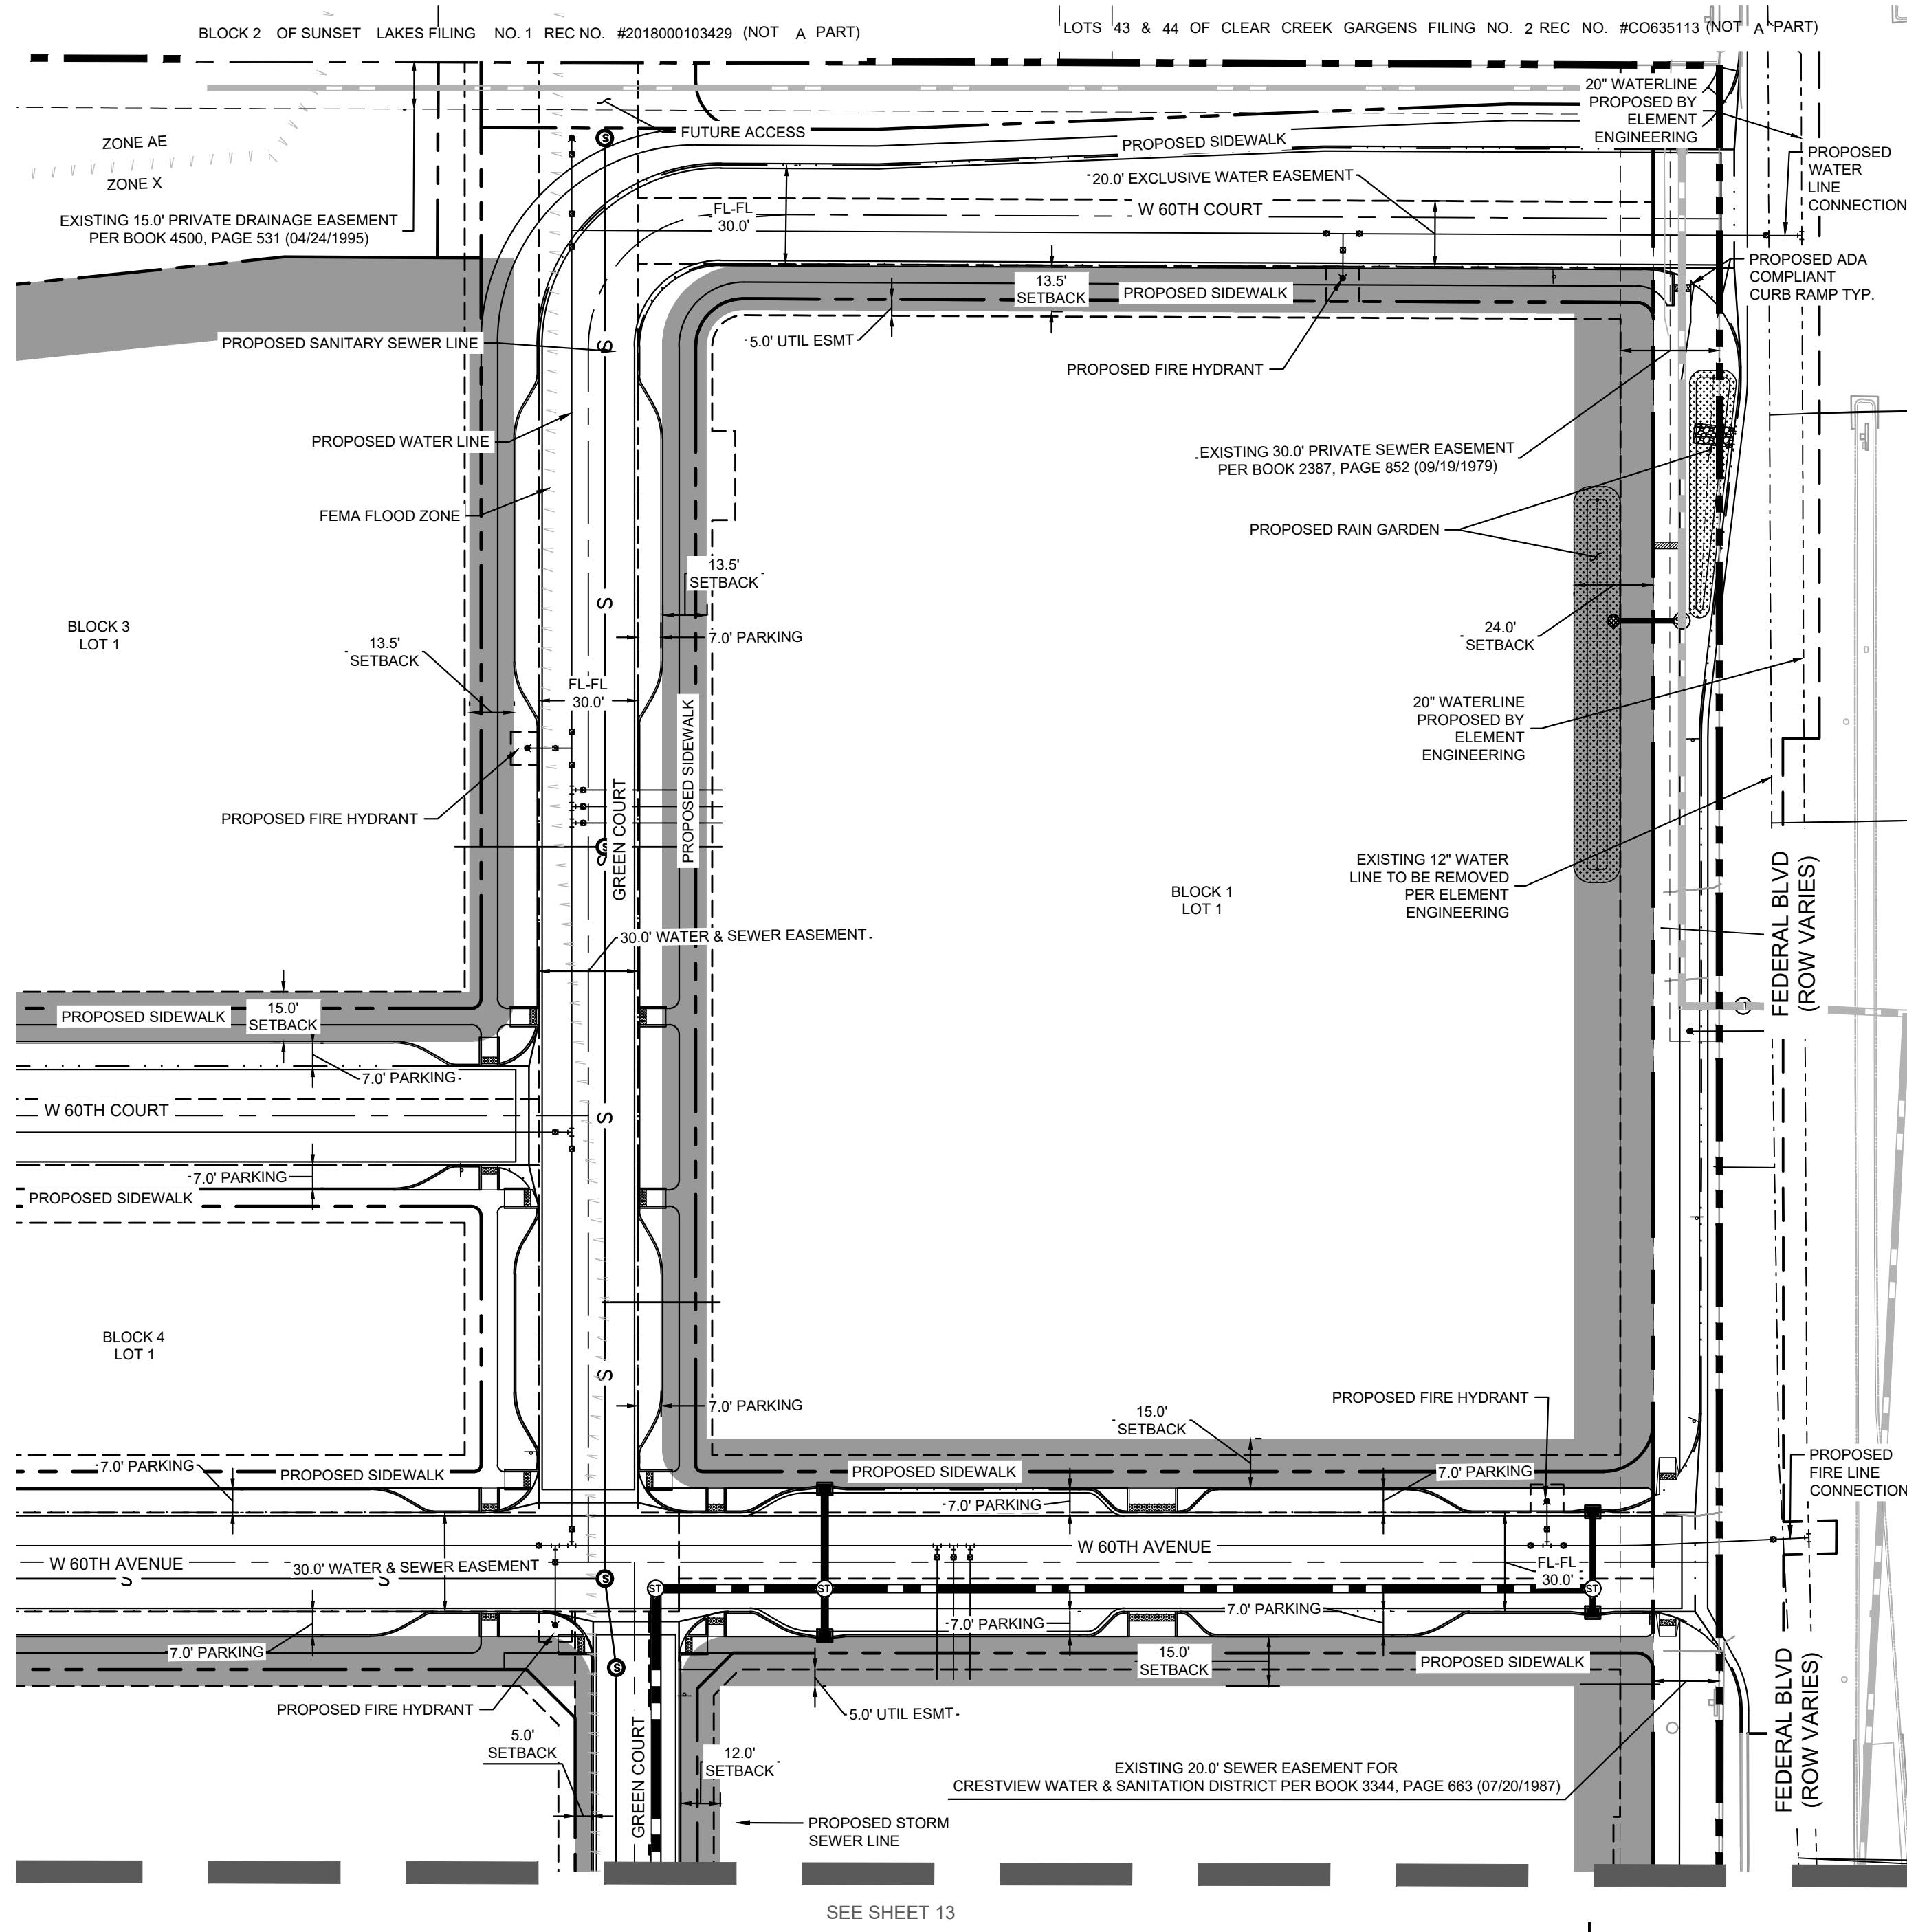 BLOCK 2 OF SUNSET LAKES FILING NO. 1 REC NO. #2018000103429 (NOT A PART)
LOTS 43 & 44 OF CLEAR CREEK GARGENS FILING NO. 2 REC NO. #CO635113 (NOT A PART)
20" WATERLINE
PROPOSED BY
ELEMENT
ENGINEERING
FUTURE ACCESS
S
PROPOSED SIDEWALK
ZONE AE
ZONE X
PROPOSED
WATER
LINE
CONNECTION
20.0' EXCLUSIVE WATER EASEMENT
EXISTING 15.0' PRIVATE DRAINAGE EASEMENT
PER BOOK 4500, PAGE 531 (04/24/1995)
FL-FL
30.0'
W 60TH COURT
PROPOSED ADA
COMPLIANT
CURB RAMP TYP.
13.5'
SETBACK
PROPOSED SIDEWALK
PROPOSED SANITARY SEWER LINE
S
5.0' UTIL ESMT
PROPOSED FIRE HYDRANT
PROPOSED WATER LINE
EXISTING 30.0' PRIVATE SEWER EASEMENT
PER BOOK 2387, PAGE 852 (09/19/1979)
FEMA FLOOD ZONE
PROPOSED RAIN GARDEN
13.5'
SETBACK
S
BLOCK 3
LOT 1
13.5'
SETBACK
7.0' PARKING
24.0'
SETBACK
FL-FL
30.0'
20" WATERLINE
PROPOSED BY
ELEMENT
ENGINEERING
PROPOSED SIDEWALK
GREEN COURT
PROPOSED FIRE HYDRANT
S
S
EXISTING 12" WATER
LINE TO BE REMOVED
PER ELEMENT
ENGINEERING
BLOCK 1
LOT 1
FEDERAL BLVD
(ROW VARIES)
30.0' WATER & SEWER EASEMENT
PROPOSED SIDEWALK
15.0'
SETBACK
7.0' PARKING
W 60TH COURT
S
7.0' PARKING
PROPOSED SIDEWALK
BLOCK 4
LOT 1
S
7.0' PARKING
PROPOSED FIRE HYDRANT
15.0'
SETBACK
7.0' PARKING
PROPOSED SIDEWALK
PROPOSED SIDEWALK
7.0' PARKING
PROPOSED
FIRE LINE
CONNECTION
7.0' PARKING
W 60TH AVENUE
W 60TH AVENUE
30.0' WATER & SEWER EASEMENT
FL-FL
30.0'
S
S
S
ST
ST
ST
7.0' PARKING
7.0' PARKING
7.0' PARKING
15.0'
SETBACK
PROPOSED SIDEWALK
S
PROPOSED FIRE HYDRANT
5.0' UTIL ESMT
5.0'
SETBACK
GREEN COURT
12.0'
SETBACK
EXISTING 20.0' SEWER EASEMENT FOR
CRESTVIEW WATER & SANITATION DISTRICT PER BOOK 3344, PAGE 663 (07/20/1987)
FEDERAL BLVD
(ROW VARIES)
PROPOSED STORM
SEWER LINE
SEE SHEET 13